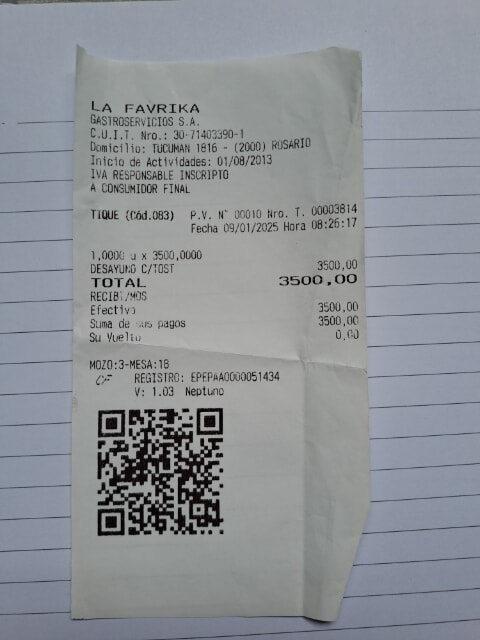 LA FAVRIKA
GASTROSERVICIOS S.A.
C.U.I.T. Nro.: 30-71403390-1
Domicilio: TUCUMAN 1816 - (2000) ROSARIO
Inicio de Actividades: 01/08/2013
IVA RESPONSABLE INSCRIPTO
A CONSUMIDOR FINAL
TIQUE (Cód.083) P.V. N° 00010 Nro. T. 00003814
Fecha 09/01/2025 Hora 08:26:17
1,0000 u x 3500,0000
DESAYUNO C/TOST 3500,00
TOTAL 3500,00
RECIBI/MOS
Efectivo 3500,00
Suma de sus pagos 3500,00
Su Vuelto 0,00
MOZO:3-MESA:18
CF REGISTRO: EPEPAA0000051434
V: 1.03 Neptuno